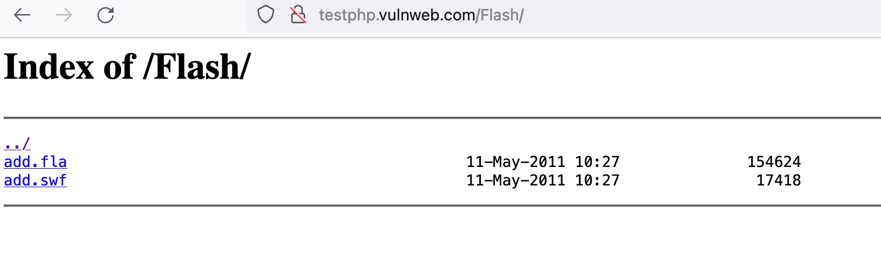 testphp.vulnweb.com/Flash/
Index of /Flash/
../
add.fla 11-May-2011 10:27 154624
add.swf 11-May-2011 10:27 17418